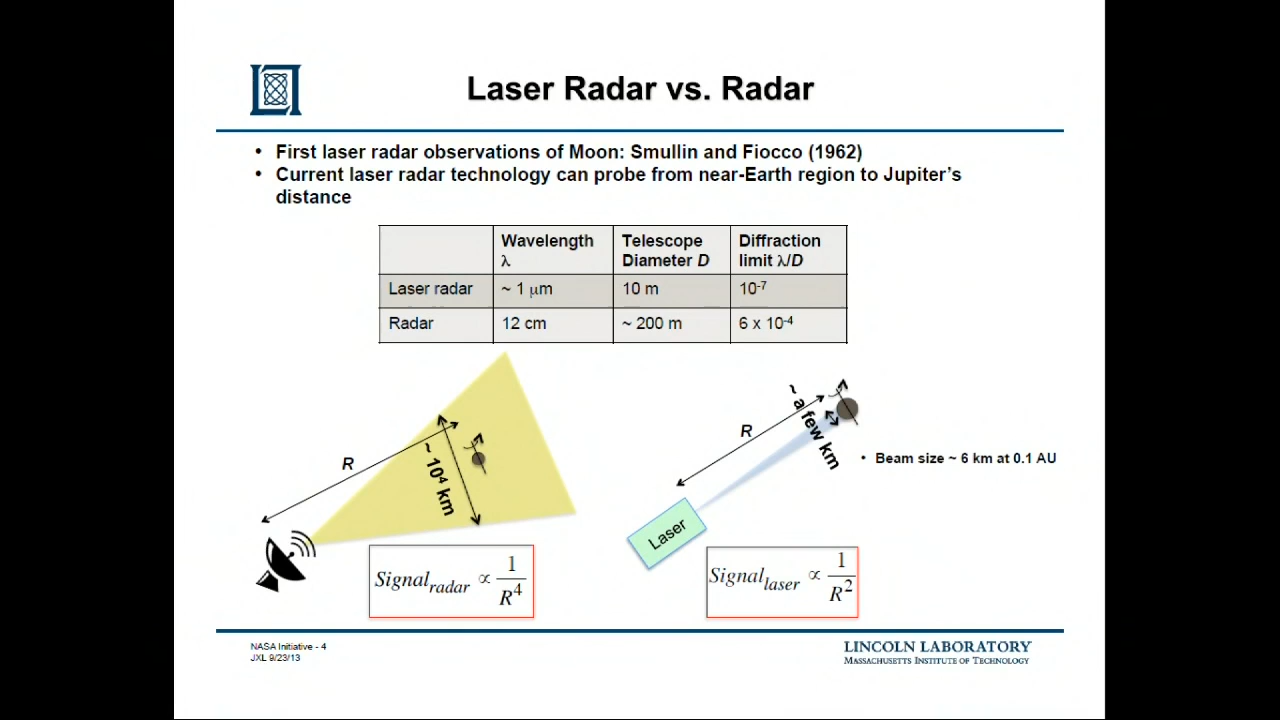 Laser Radar vs. Radar
• First laser radar observations of Moon: Smullin and Fiocco (1962)
• Current laser radar technology can probe from near-Earth region to Jupiter's
distance
Wavelength λ
Telescope Diameter D
Diffraction limit λ/D
Laser radar ~ 1 μm 10 m 10⁻⁷
Radar 12 cm ~ 200 m 6 x 10⁻⁴
R
~ 10⁴ km
Signal_radar ∝ 1/R⁴
R
~ a few km
Laser
• Beam size ~ 6 km at 0.1 AU
Signal_laser ∝ 1/R²
NASA Initiative - 4
JXL 9/23/13
LINCOLN LABORATORY
MASSACHUSETTS INSTITUTE OF TECHNOLOGY